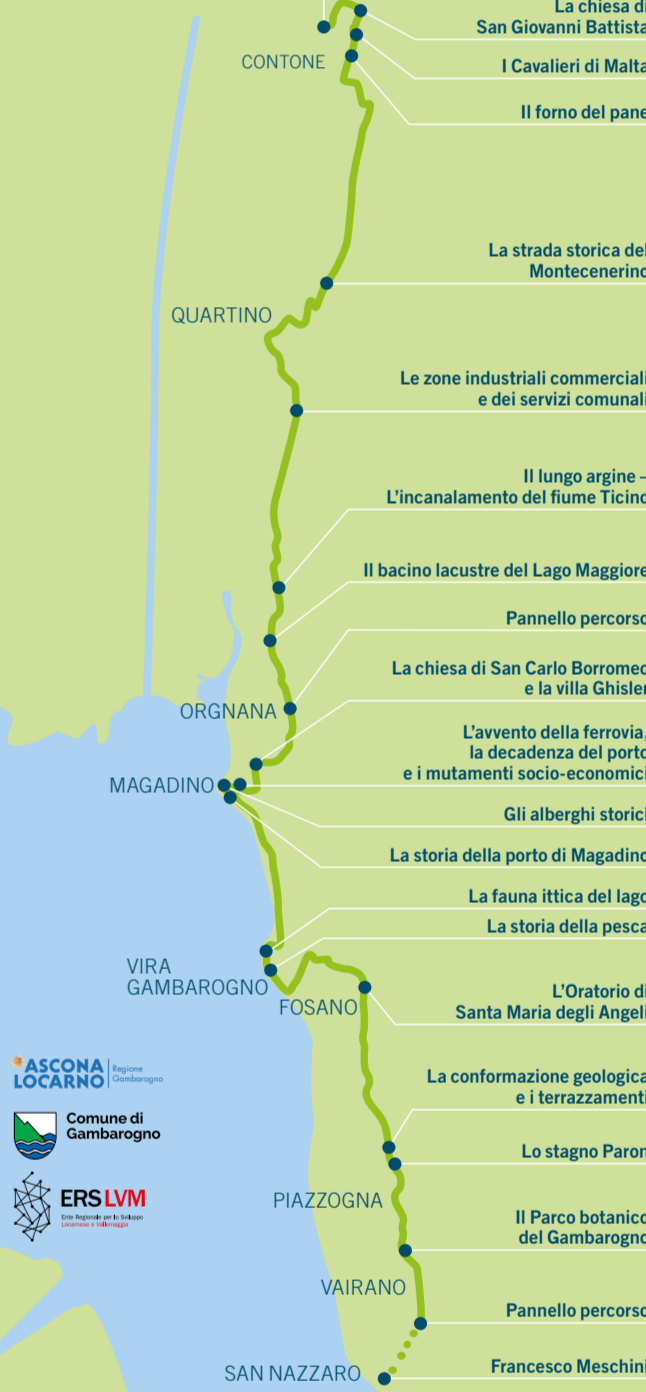 La chiesa di
San Giovanni Battista
CONTONE
I Cavalieri di Malta
Il forno del pane
La strada storica del
Montecenerino
QUARTINO
Le zone industriali commerciali
e dei servizi comunali
Il lungo argine –
L'incanalamento del fiume Ticino
Il bacino lacustre del Lago Maggiore
Pannello percorso
La chiesa di San Carlo Borromeo
e la villa Ghisler
ORGNANA
L'avvento della ferrovia,
la decadenza del porto
e i mutamenti socio-economici
MAGADINO
Gli alberghi storici
La storia della porto di Magadino
La fauna ittica del lago
La storia della pesca
VIRA
GAMBAROGNO
FOSANO
L'Oratorio di
Santa Maria degli Angeli
ASCONA
LOCARNO
Regione
Gambarogno
La conformazione geologica
e i terrazzamenti
Comune di
Gambarogno
Lo stagno Paron
ERS LVM
Ente Regionale per lo Sviluppo
Locarnese e Vallemaggia
PIAZZOGNA
Il Parco botanico
del Gambarogno
VAIRANO
Pannello percorso
SAN NAZZARO
Francesco Meschini